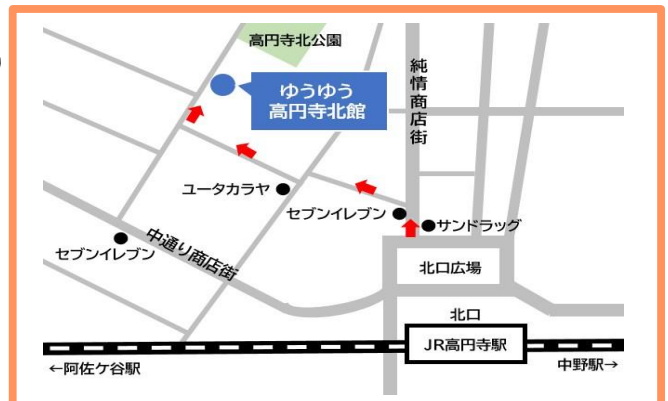 高円寺北公園
純情商店街
ゆうゆう
高円寺北館
ユータカラヤ
セブンイレブン
サンドラッグ
セブンイレブン
中通り商店街
北口広場
北口
JR高円寺駅
←阿佐ケ谷駅
中野駅→